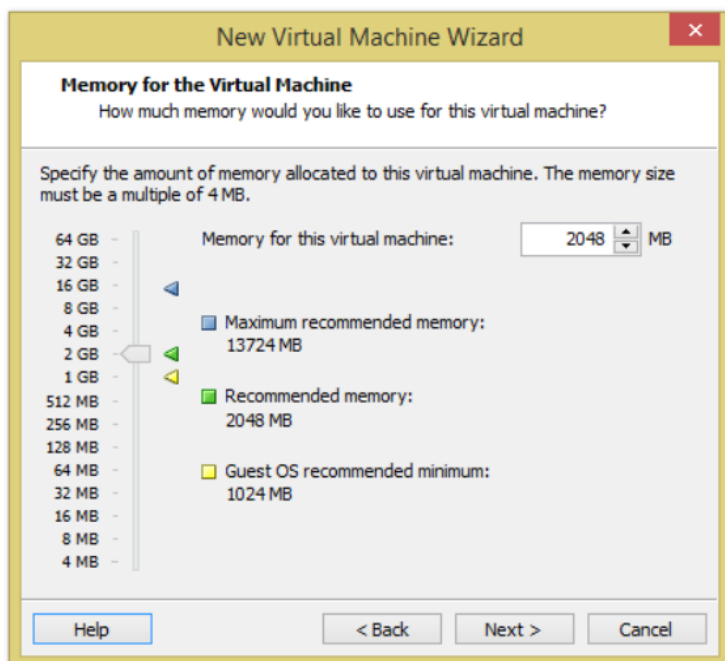 New Virtual Machine Wizard
Memory for the Virtual Machine
How much memory would you like to use for this virtual machine?
Specify the amount of memory allocated to this virtual machine. The memory size
must be a multiple of 4 MB.
64 GB
Memory for this virtual machine:
2048
MB
32 GB
16 GB
8 GB
4 GB
2 GB
1 GB
512 MB
256 MB
128 MB
64 MB
32 MB
16 MB
8 MB
4 MB
Maximum recommended memory:
13724 MB
Recommended memory:
2048 MB
Guest OS recommended minimum:
1024 MB
Help
< Back
Next >
Cancel